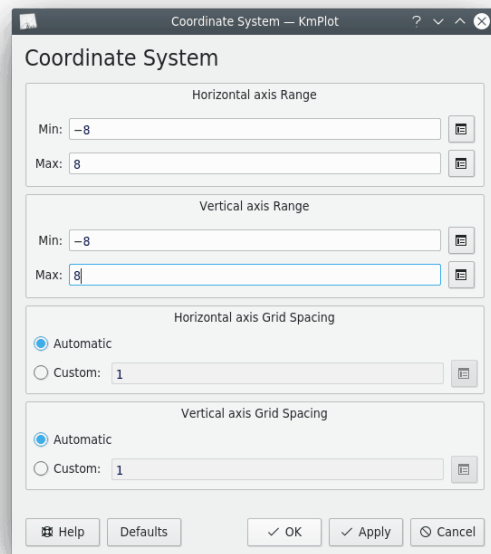 Coordinate System — KmPlot
Coordinate System
Horizontal axis Range
Min: −8
Max: 8
Vertical axis Range
Min: −8
Max: 8
Horizontal axis Grid Spacing
Automatic
Custom: 1
Vertical axis Grid Spacing
Automatic
Custom: 1
Help Defaults OK Apply Cancel